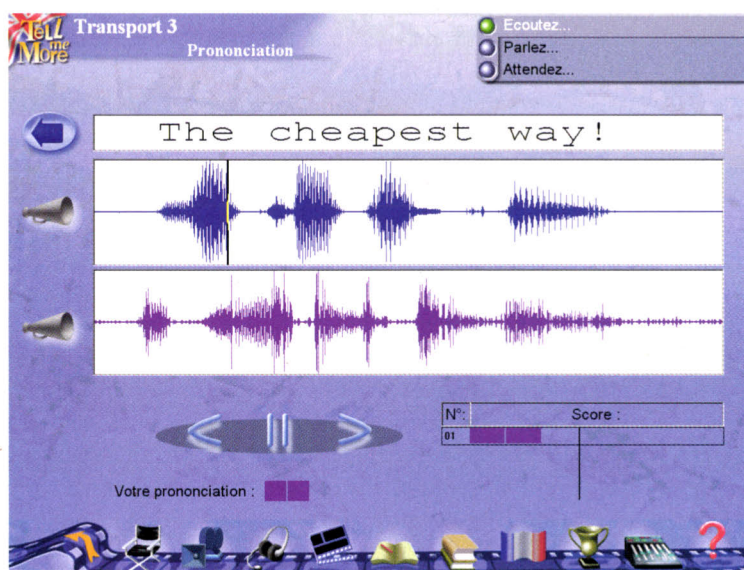 TELL
me
MORE
Transport 3
Prononciation
Ecoutez...
Parlez...
Attendez...
The cheapest way!
N°:
Score :
01
Votre prononciation :
?